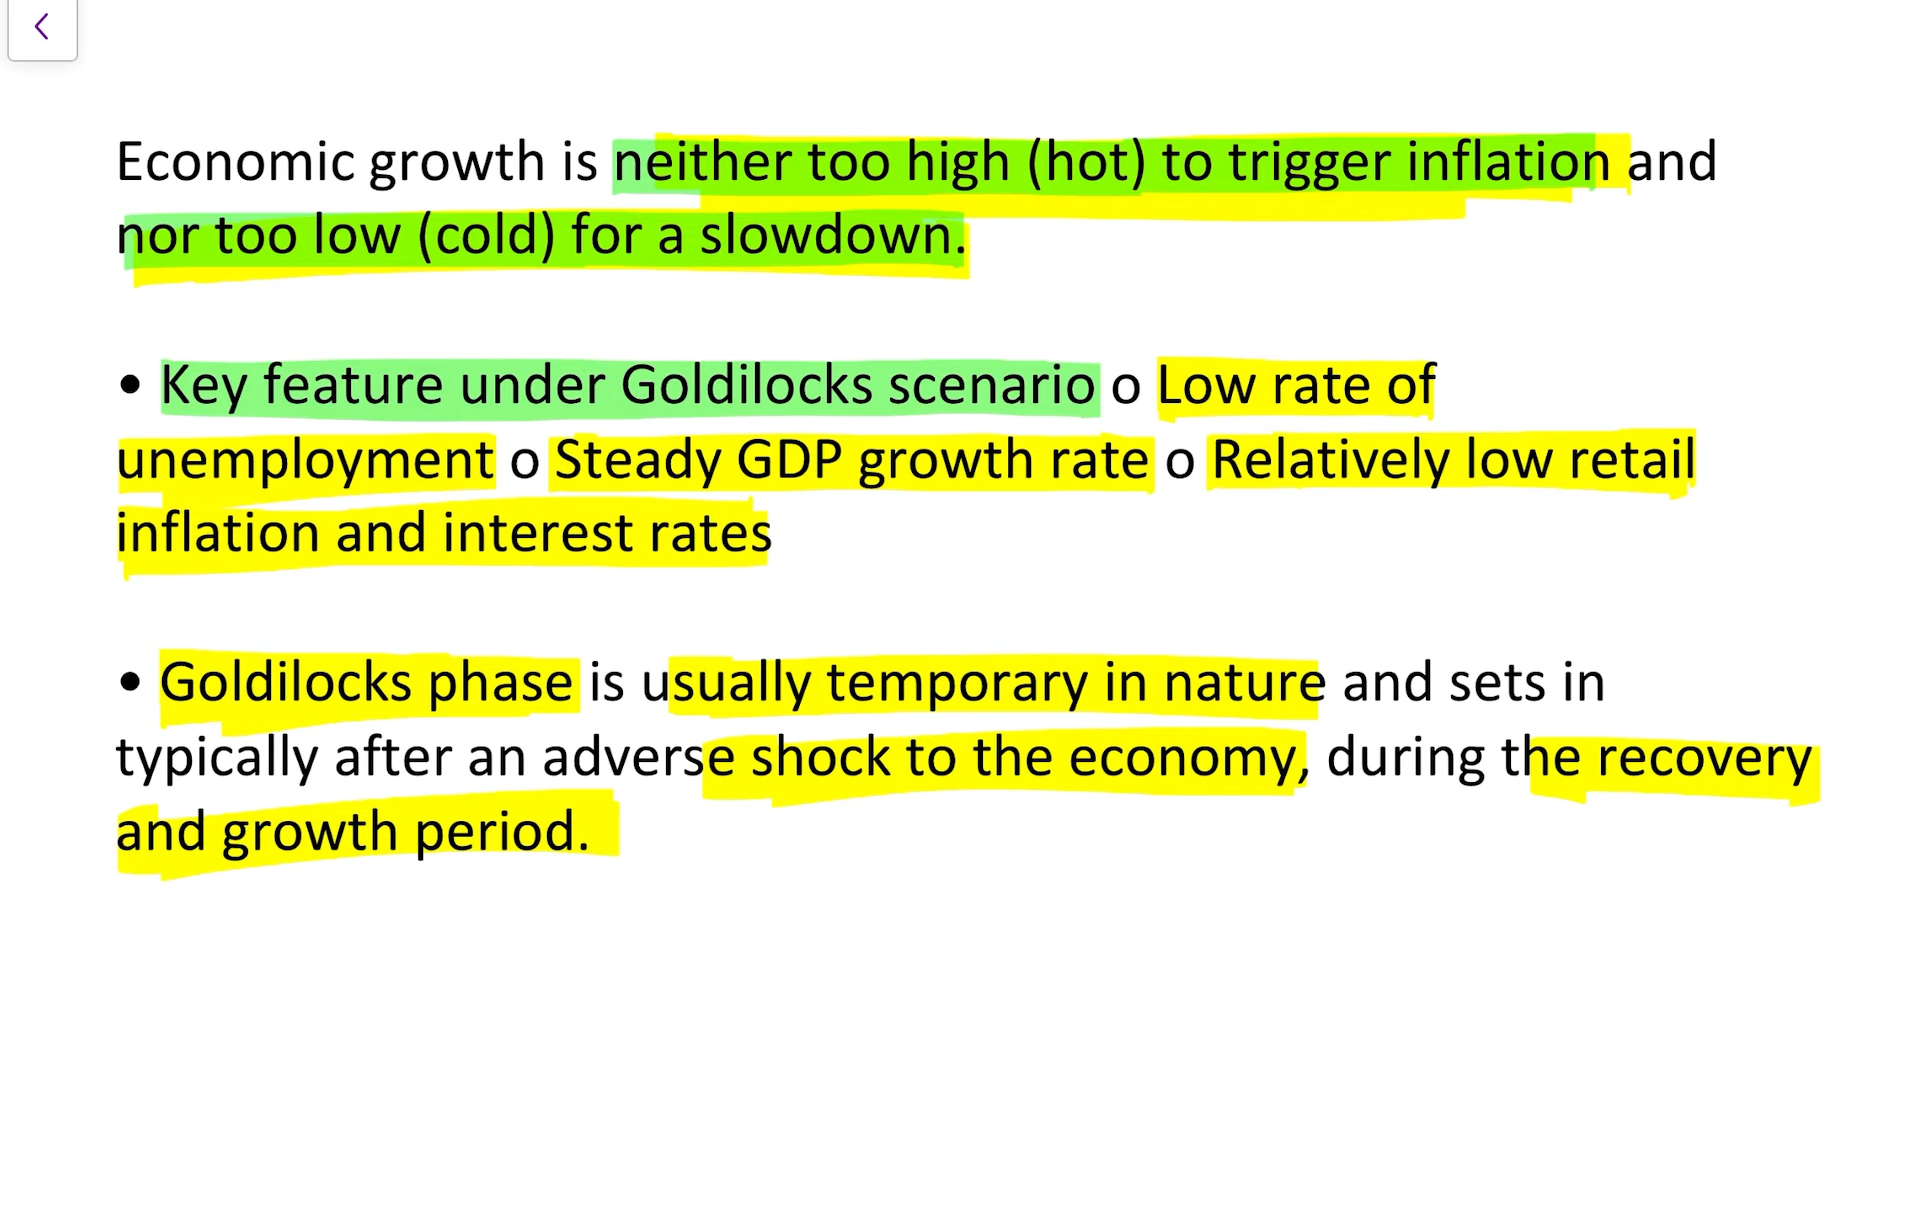 Economic growth is neither too high (hot) to trigger inflation and
nor too low (cold) for a slowdown.
• Key feature under Goldilocks scenario o Low rate of
unemployment o Steady GDP growth rate o Relatively low retail
inflation and interest rates
• Goldilocks phase is usually temporary in nature and sets in
typically after an adverse shock to the economy, during the recovery
and growth period.